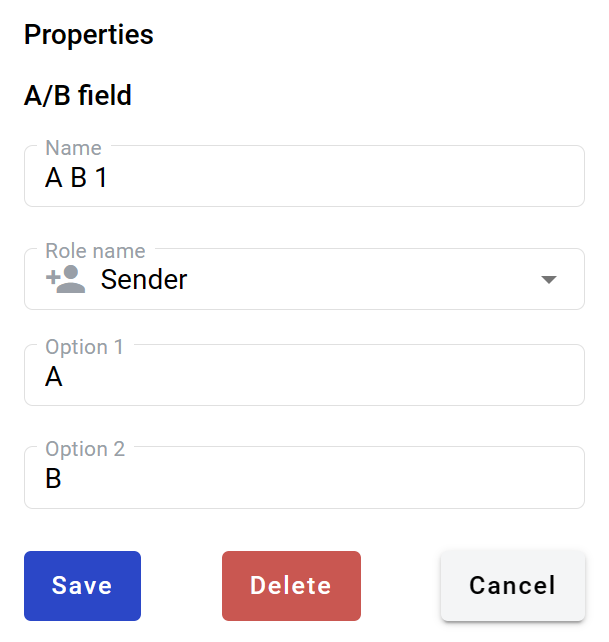 Properties
A/B field
Name
A B 1
Role name
Sender
Option 1
A
Option 2
B
Save Delete Cancel